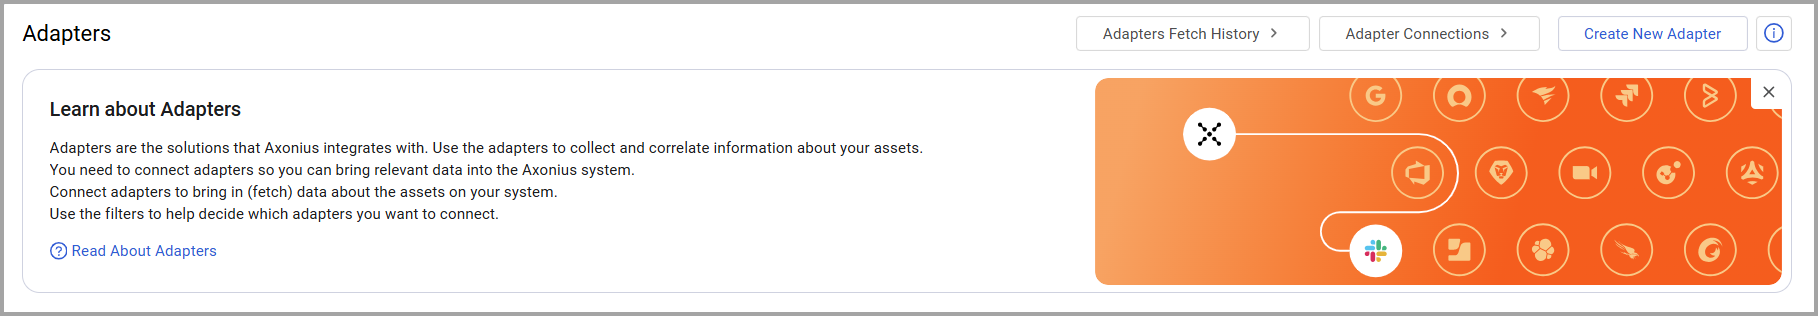 Adapters
Adapters Fetch History
Adapter Connections
Create New Adapter
Learn about Adapters
Adapters are the solutions that Axonius integrates with. Use the adapters to collect and correlate information about your assets.
You need to connect adapters so you can bring relevant data into the Axonius system.
Connect adapters to bring in (fetch) data about the assets on your system.
Use the filters to help decide which adapters you want to connect.
Read About Adapters